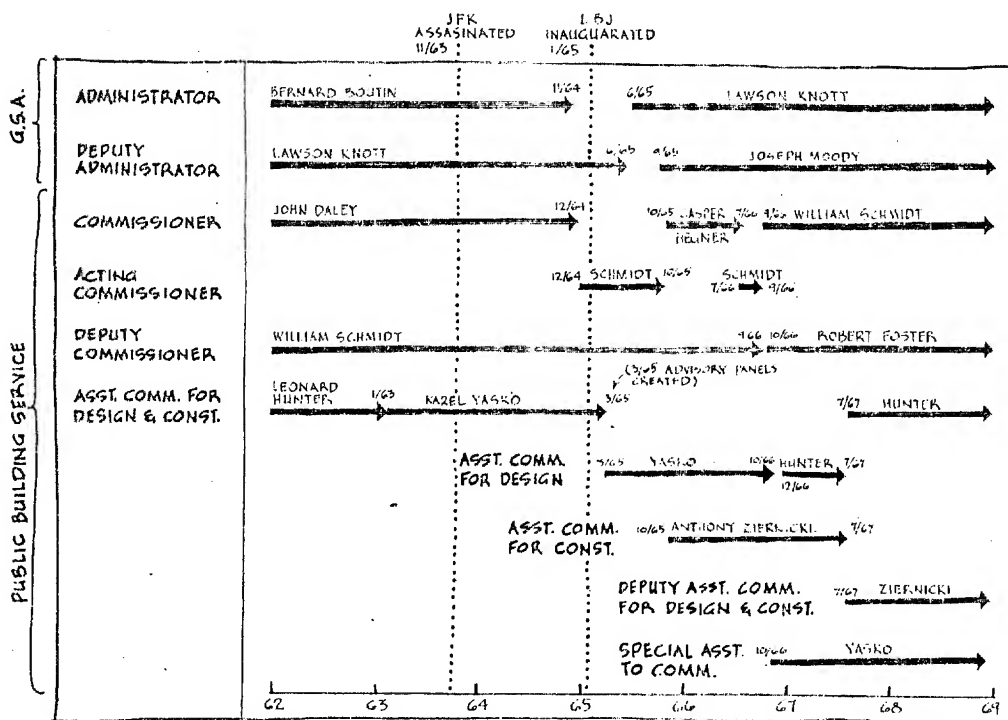 JFK
ASSASINATED
11/63
LBJ
INAUGUARATED
1/65
G.S.A.
ADMINISTRATOR
BERNARD BOUTIN 11/64
6/65 LAWSON KNOTT
DEPUTY
ADMINISTRATOR
LAWSON KNOTT 6/65
9/65 JOSEPH MOODY
PUBLIC BUILDING SERVICE
COMMISSIONER
JOHN DALEY 12/64
10/65 CASPER 7/66
HEGNER
9/66 WILLIAM SCHMIDT
ACTING
COMMISSIONER
12/64 SCHMIDT 10/65
SCHMIDT
7/66 9/66
DEPUTY
COMMISSIONER
WILLIAM SCHMIDT 9/66
10/66 ROBERT FOSTER
(3/65 ADVISORY PANELS
CREATED)
ASST. COMM. FOR
DESIGN & CONST.
LEONARD
HUNTER 1/63
KAREL YASKO 3/65
7/67 HUNTER
ASST. COMM.
FOR DESIGN
3/65 YASKO 10/66
HUNTER 7/67
12/66
ASST. COMM.
FOR CONST.
10/65 ANTHONY ZIERNICKI 7/67
DEPUTY ASST. COMM.
FOR DESIGN & CONST.
7/67 ZIERNICKI
SPECIAL ASST.
TO COMM.
10/66 YASKO
62 63 64 65 66 67 68 69